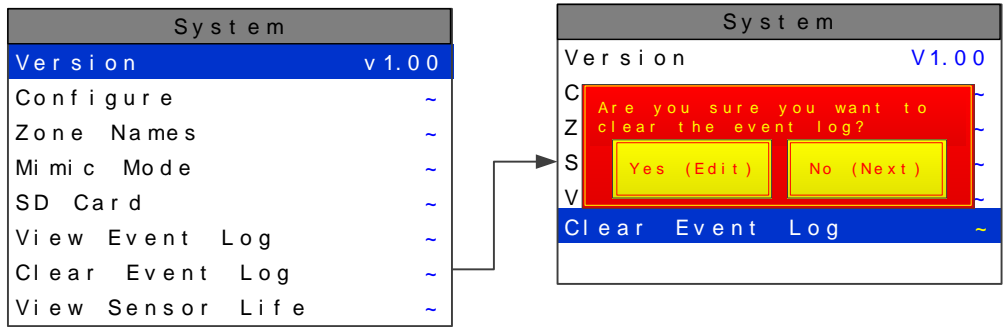 System
Version v1.00
Configure ~
Zone Names ~
Mimic Mode ~
SD Card ~
View Event Log ~
Clear Event Log ~
View Sensor Life ~
System
Version V1.00
C ~
Z ~
S ~
V ~
Are you sure you want to
clear the event log?
Yes (Edit) No (Next)
Clear Event Log ~